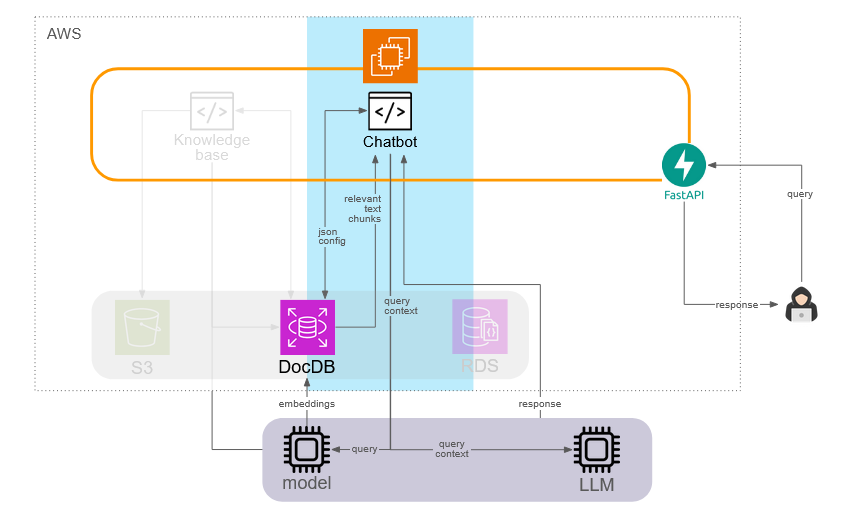 AWS
Knowledge
base
Chatbot
FastAPI
query
relevant
text
chunks
json
config
query
context
response
S3
DocDB
RDS
embeddings
response
query
query
context
model
LLM